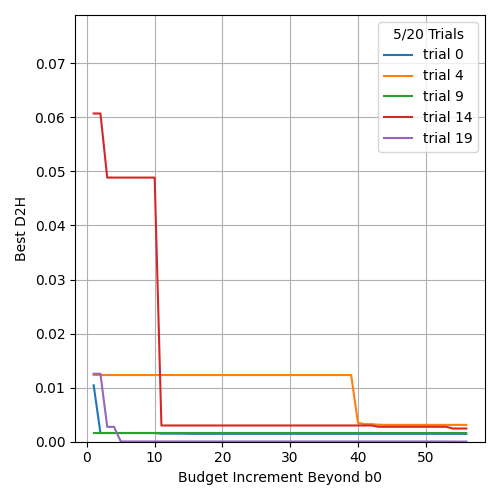 5/20 Trials
trial 0
trial 4
trial 9
trial 14
trial 19
Best D2H
0.07
0.06
0.05
0.04
0.03
0.02
0.01
0.00
0 10 20 30 40 50
Budget Increment Beyond b0